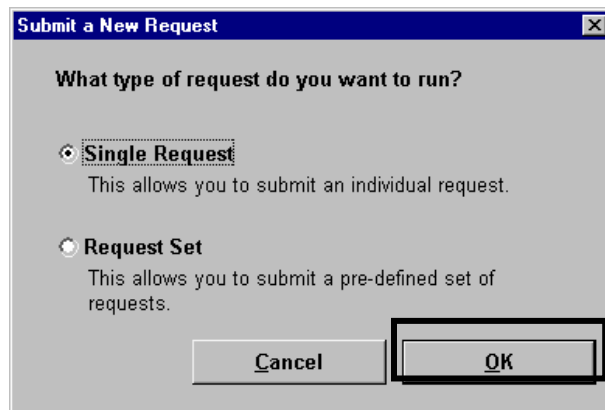 Submit a New Request
What type of request do you want to run?
Single Request
This allows you to submit an individual request.
Request Set
This allows you to submit a pre-defined set of
requests.
Cancel
OK